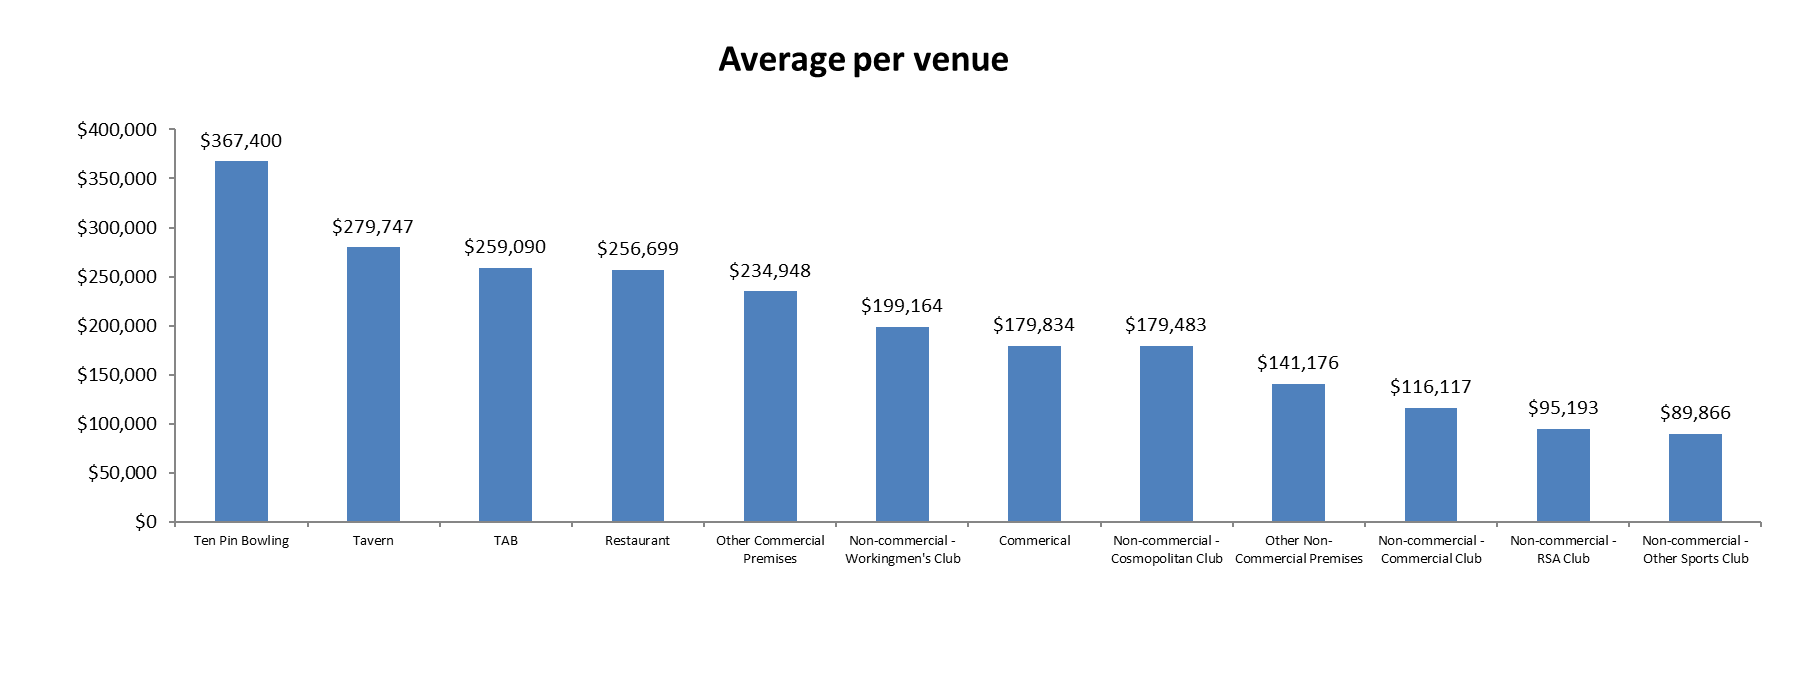 Average per venue
$400,000
$350,000
$300,000
$250,000
$200,000
$150,000
$100,000
$50,000
$0
$367,400
$279,747
$259,090
$256,699
$234,948
$199,164
$179,834
$179,483
$141,176
$116,117
$95,193
$89,866
Ten Pin Bowling
Tavern
TAB
Restaurant
Other Commercial
Premises
Non-commercial -
Workingmen's Club
Commerical
Non-commercial -
Cosmopolitan Club
Other Non-
Commercial Premises
Non-commercial -
Commercial Club
Non-commercial -
RSA Club
Non-commercial -
Other Sports Club